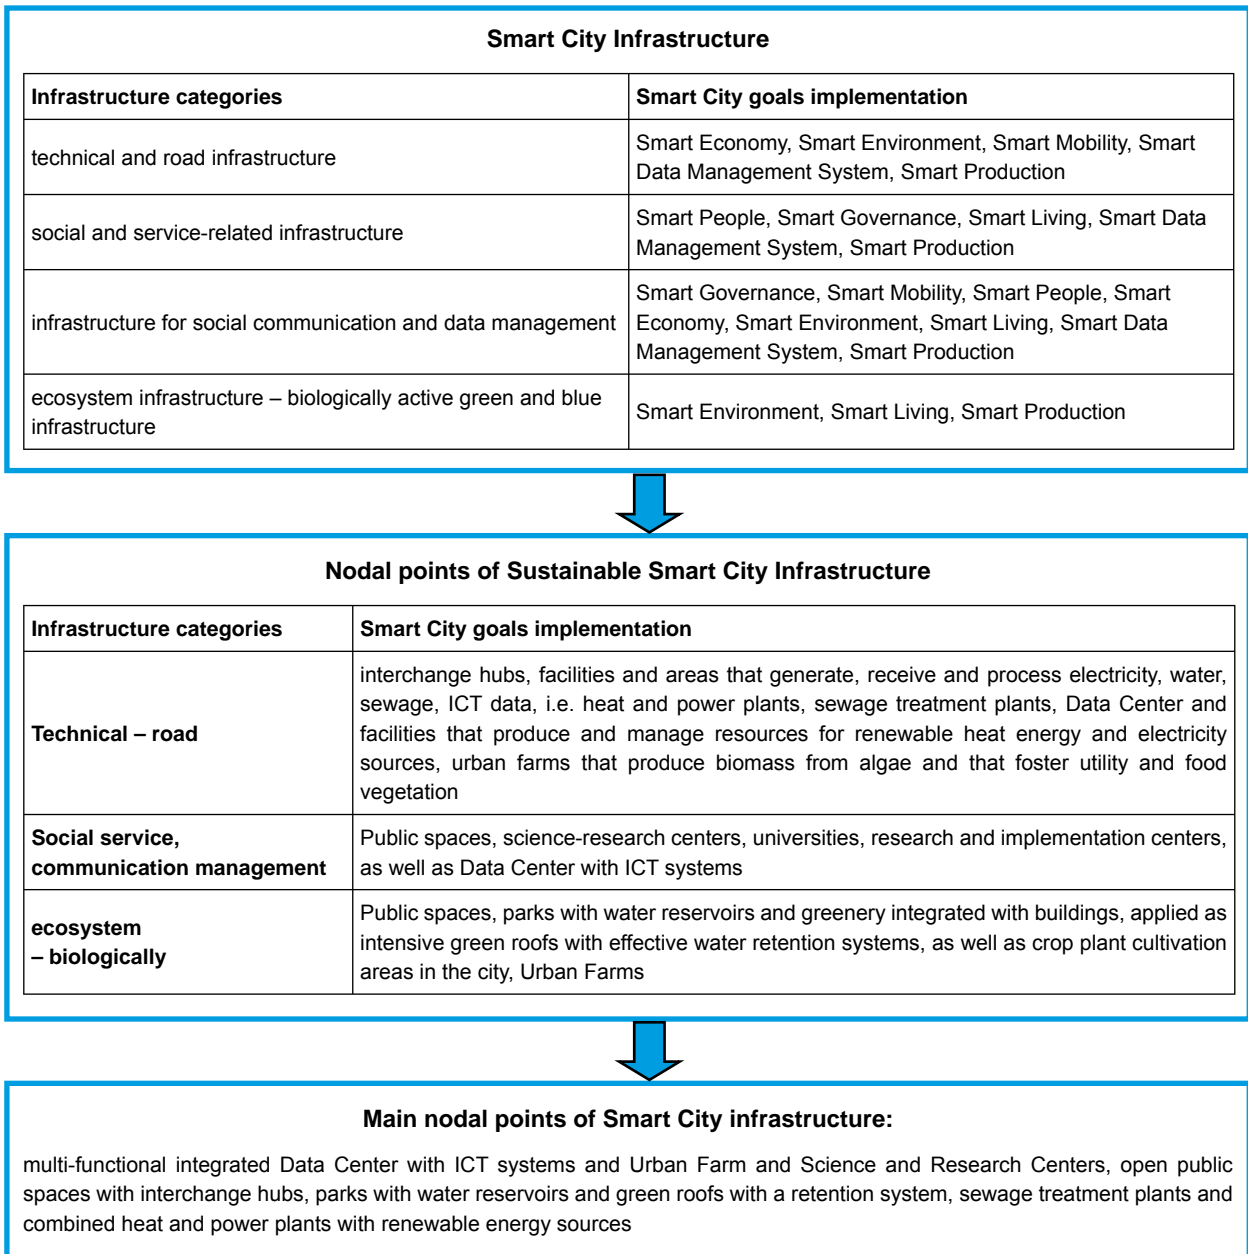 Smart City Infrastructure
Infrastructure categories
Smart City goals implementation
technical and road infrastructure
Smart Economy, Smart Environment, Smart Mobility, Smart
Data Management System, Smart Production
social and service-related infrastructure
Smart People, Smart Governance, Smart Living, Smart Data
Management System, Smart Production
infrastructure for social communication and data management
Smart Governance, Smart Mobility, Smart People, Smart
Economy, Smart Environment, Smart Living, Smart Data
Management System, Smart Production
ecosystem infrastructure – biologically active green and blue
infrastructure
Smart Environment, Smart Living, Smart Production
Nodal points of Sustainable Smart City Infrastructure
Infrastructure categories
Smart City goals implementation
Technical – road
interchange hubs, facilities and areas that generate, receive and process electricity, water,
sewage, ICT data, i.e. heat and power plants, sewage treatment plants, Data Center and
facilities that produce and manage resources for renewable heat energy and electricity
sources, urban farms that produce biomass from algae and that foster utility and food
vegetation
Social service,
communication management
Public spaces, science-research centers, universities, research and implementation centers,
as well as Data Center with ICT systems
ecosystem
– biologically
Public spaces, parks with water reservoirs and greenery integrated with buildings, applied as
intensive green roofs with effective water retention systems, as well as crop plant cultivation
areas in the city, Urban Farms
Main nodal points of Smart City infrastructure:
multi-functional integrated Data Center with ICT systems and Urban Farm and Science and Research Centers, open public
spaces with interchange hubs, parks with water reservoirs and green roofs with a retention system, sewage treatment plants and
combined heat and power plants with renewable energy sources